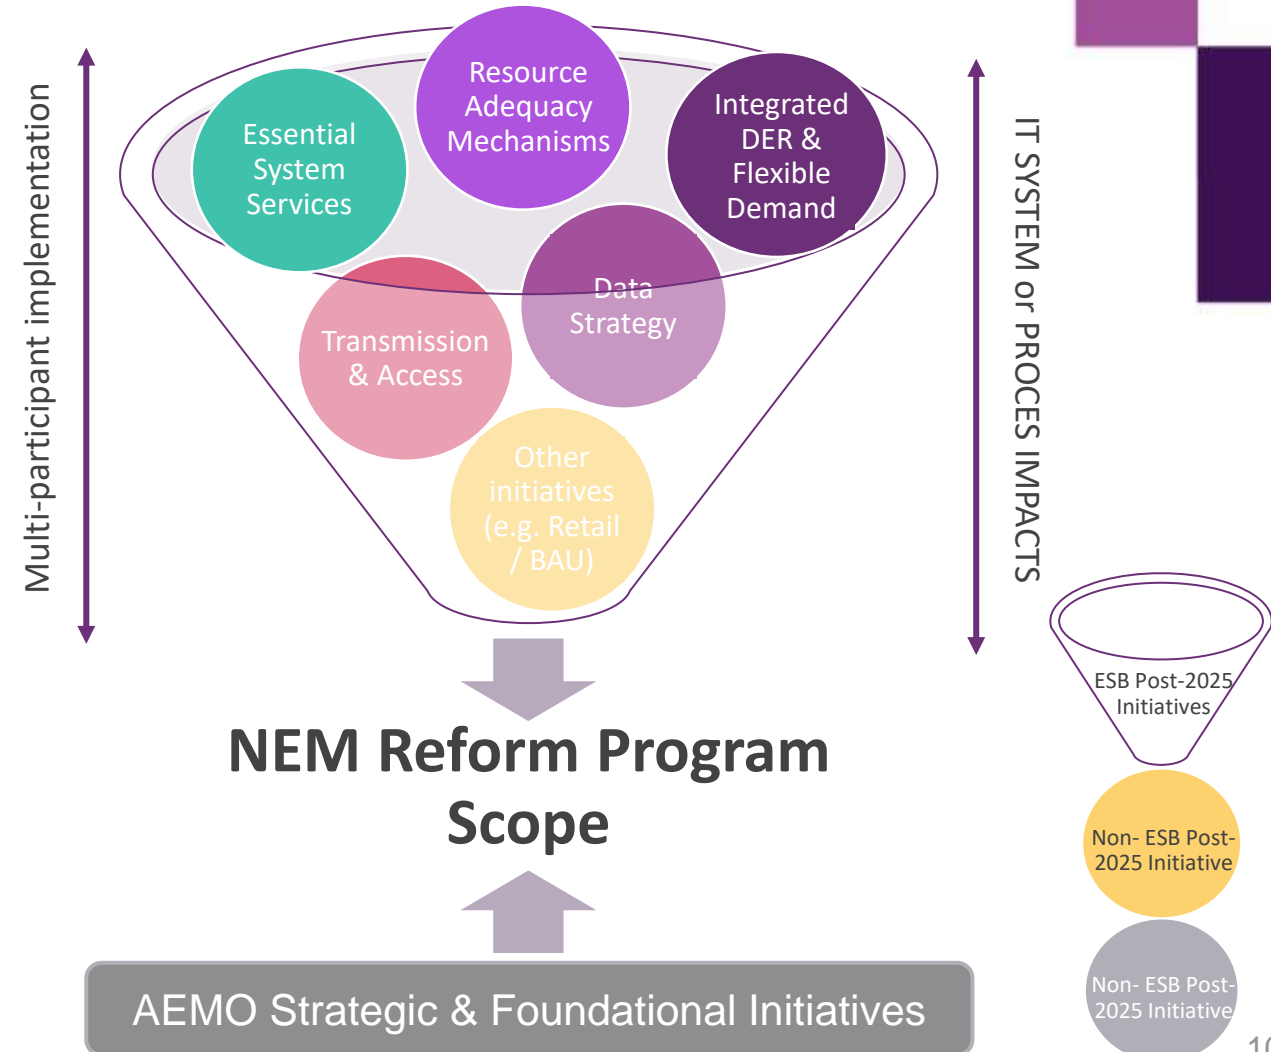 Multi-participant implementation
Essential
System
Services
Resource
Adequacy
Mechanisms
Integrated
DER &
Flexible
Demand
Transmission
& Access
Data
Strategy
Other
initiatives
(e.g. Retail
/ BAU)
IT SYSTEM or PROCES IMPACTS
NEM Reform Program
Scope
AEMO Strategic & Foundational Initiatives
ESB Post-2025
Initiatives
Non- ESB Post-
2025 Initiative
Non- ESB Post-
2025 Initiative